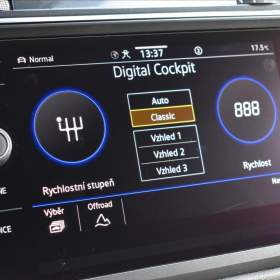 Normal 13:37 17.5°C
Digital Cockpit
Auto
Classic
Vzhled 1
Vzhled 2
Vzhled 3
888
Rychlostní stupeň
Rychlost
Výběr
Offroad